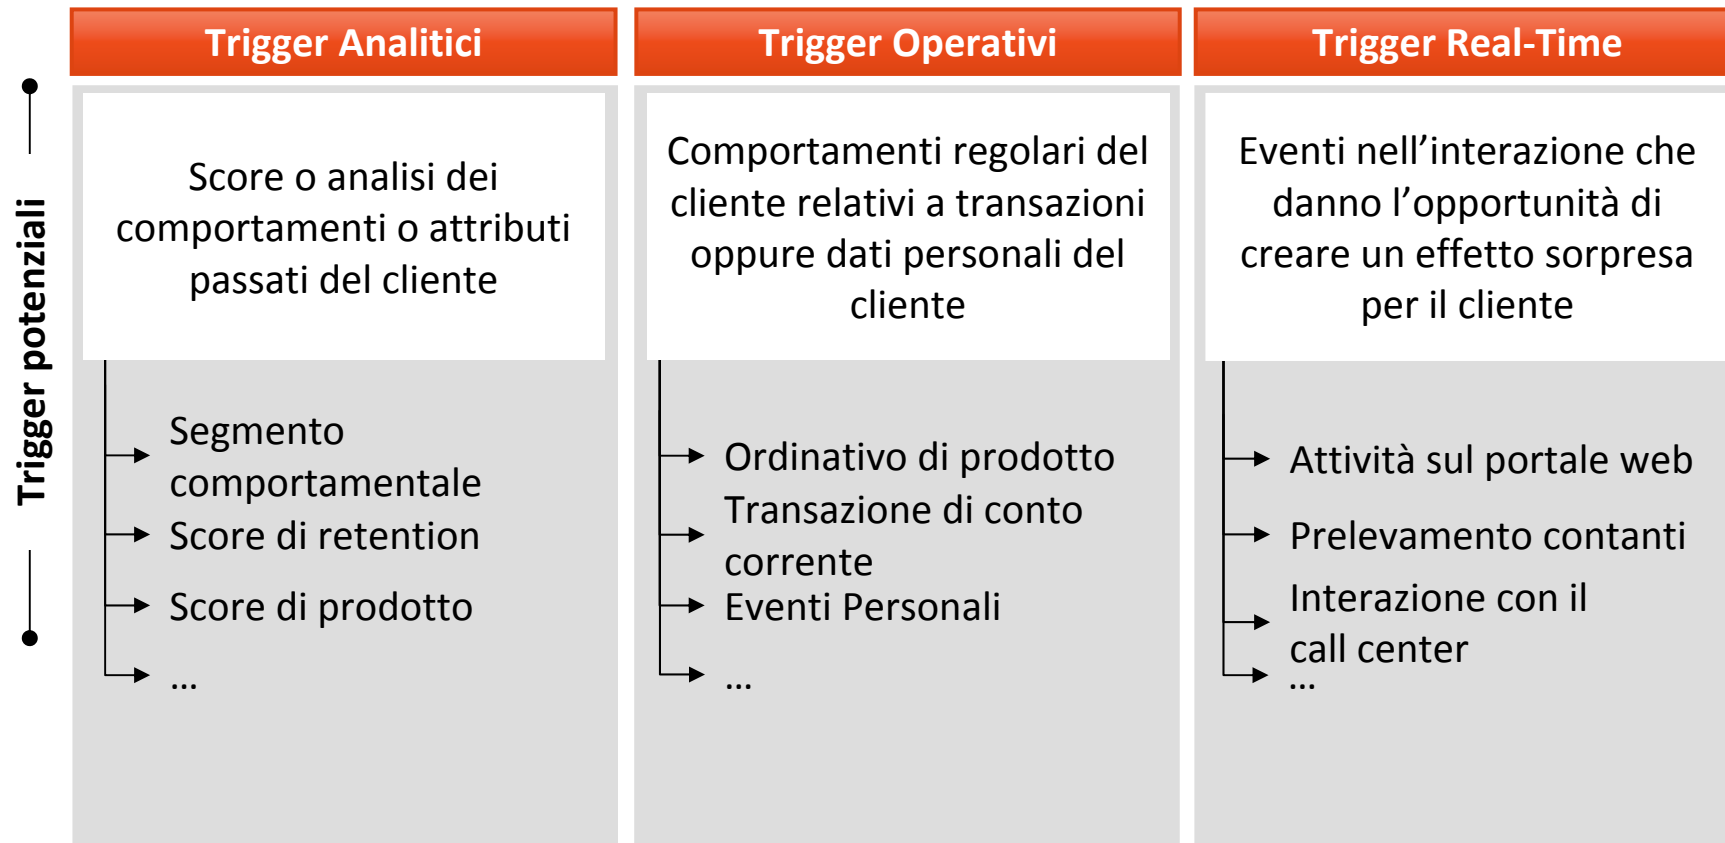 Trigger Analitici
Trigger Operativi
Trigger Real-Time
Trigger potenziali
Score o analisi dei
comportamenti o attributi
passati del cliente
Segmento
comportamentale
Score di retention
Score di prodotto
...
Comportamenti regolari del
cliente relativi a transazioni
oppure dati personali del
cliente
Ordinativo di prodotto
Transazione di conto
corrente
Eventi Personali
...
Eventi nell’interazione che
danno l’opportunità di
creare un effetto sorpresa
per il cliente
Attività sul portale web
Prelevamento contanti
Interazione con il
call center
...